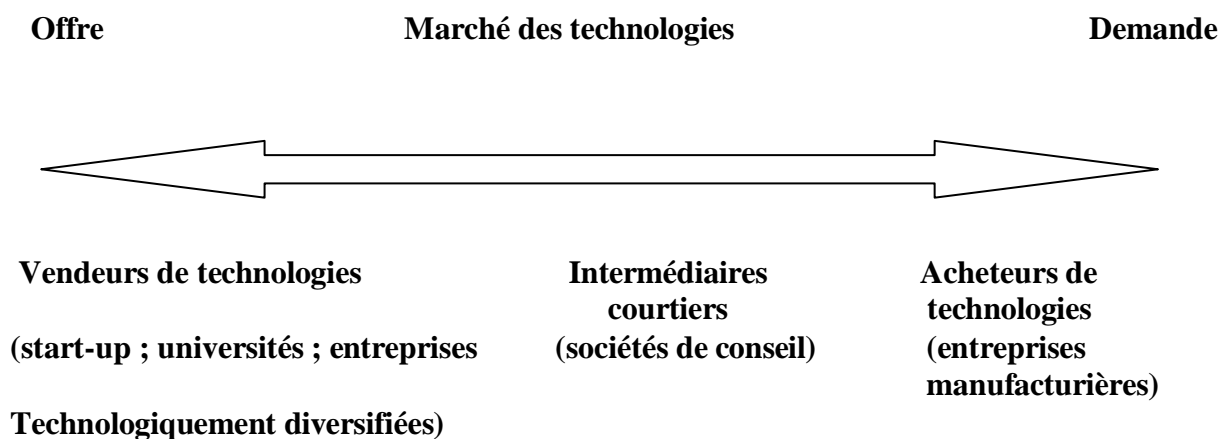 Offre Marché des technologies Demande
Vendeurs de technologies Intermédiaires Acheteurs de
courtiers technologies
(start-up ; universités ; entreprises (sociétés de conseil) (entreprises
manufacturières)
Technologiquement diversifiées)